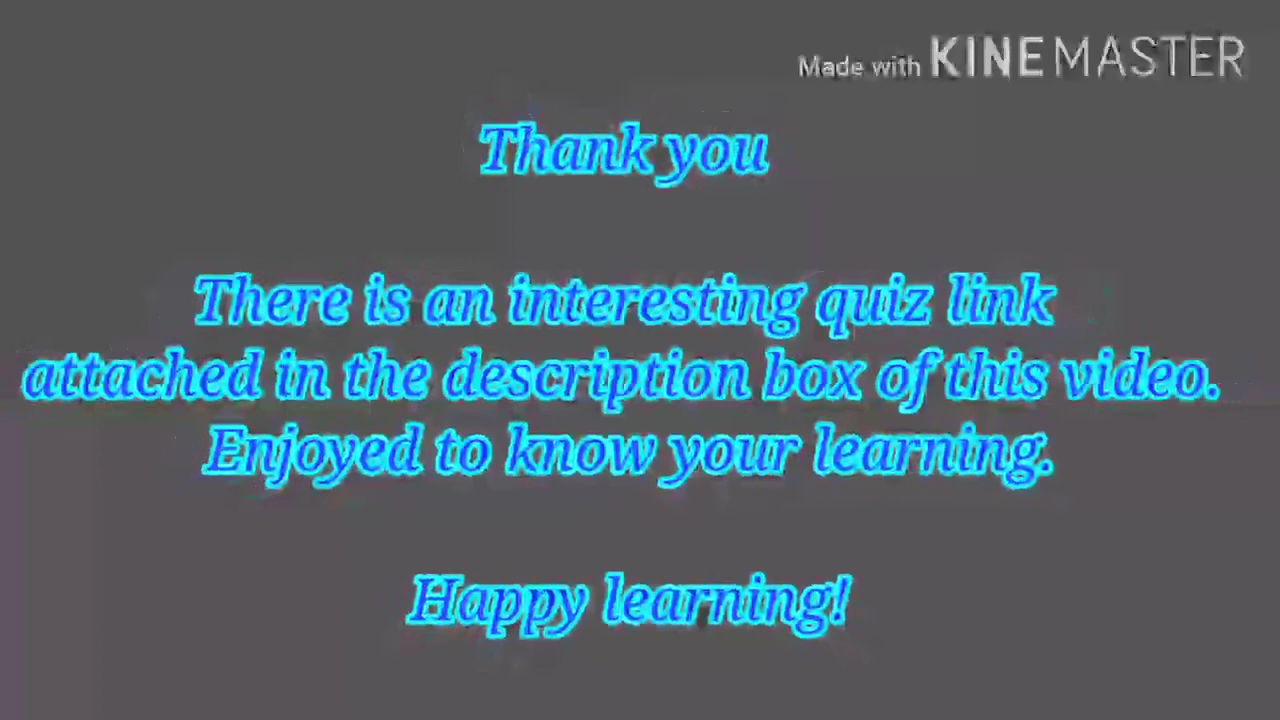 Made with KINEMASTER
Thank you
There is an interesting quiz link
attached in the description box of this video.
Enjoyed to know your learning.
Happy learning!